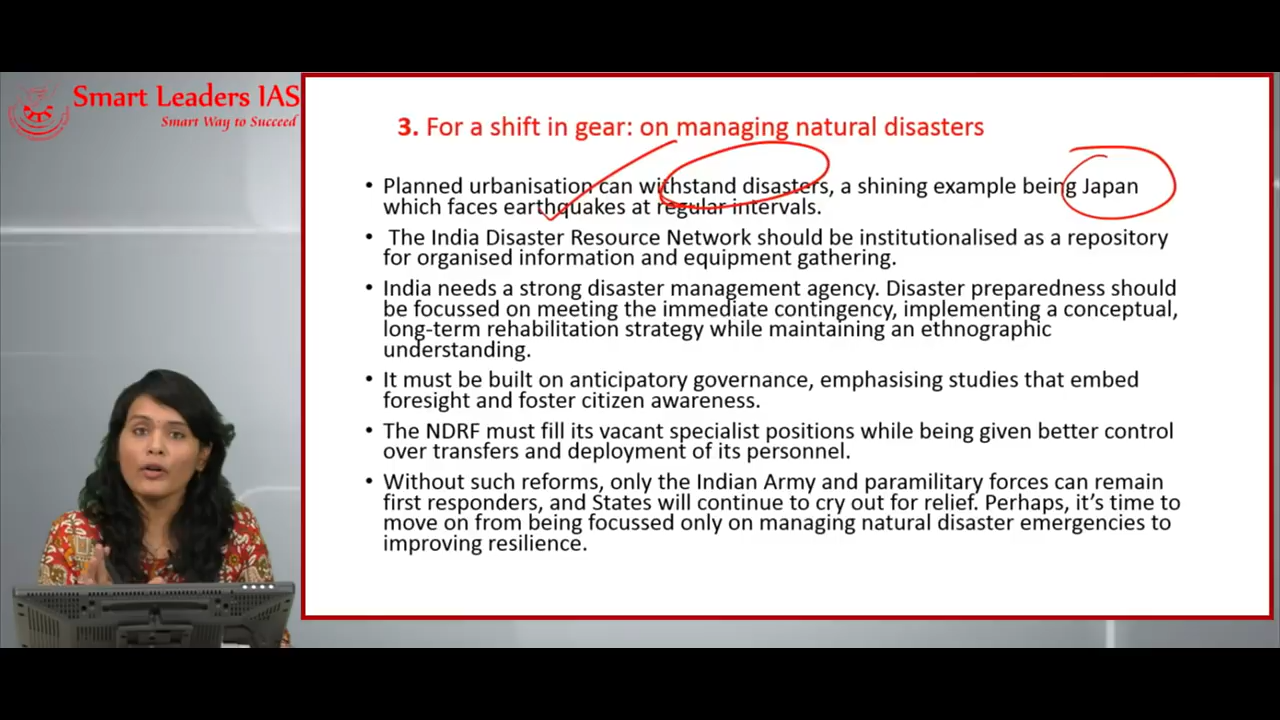 Smart Leaders IAS
Smart Way to Succeed
3. For a shift in gear: on managing natural disasters
• Planned urbanisation can withstand disasters, a shining example being Japan
which faces earthquakes at regular intervals.
• The India Disaster Resource Network should be institutionalised as a repository
for organised information and equipment gathering.
• India needs a strong disaster management agency. Disaster preparedness should
be focussed on meeting the immediate contingency, implementing a conceptual,
long-term rehabilitation strategy while maintaining an ethnographic
understanding.
• It must be built on anticipatory governance, emphasising studies that embed
foresight and foster citizen awareness.
• The NDRF must fill its vacant specialist positions while being given better control
over transfers and deployment of its personnel.
• Without such reforms, only the Indian Army and paramilitary forces can remain
first responders, and States will continue to cry out for relief. Perhaps, it’s time to
move on from being focussed only on managing natural disaster emergencies to
improving resilience.